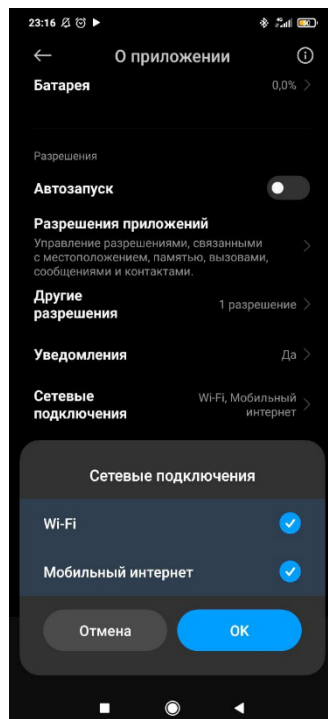 23:16
О приложении
Батарея
0,0%
Разрешения
Автозапуск
Разрешения приложений
Управление разрешениями, связанными
с местоположением, памятью, вызовами,
сообщениями и контактами.
Другие
разрешения
1 разрешение
Уведомления
Да
Сетевые
подключения
Wi-Fi, Мобильный
интернет
Сетевые подключения
Wi-Fi
Мобильный интернет
Отмена
OK